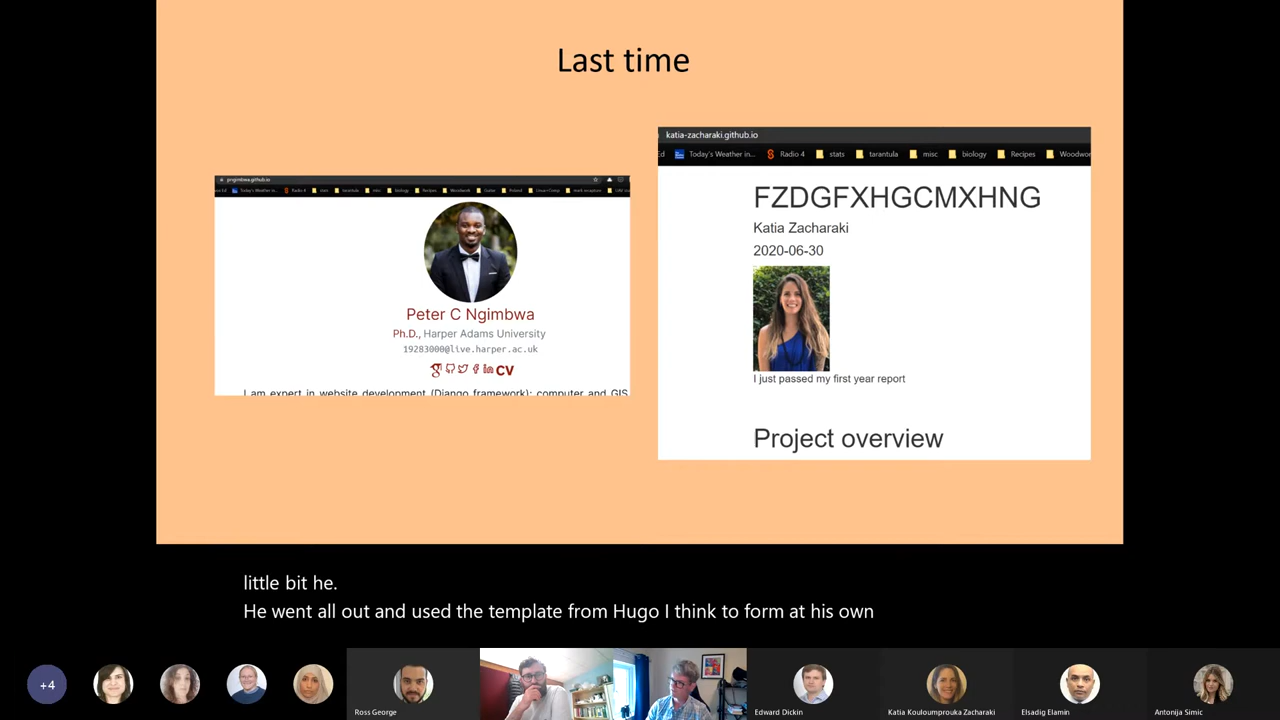 Last time
pngimbwa.github.io
Today's Weather in... Radio 4 stats tarantula misc biology Recipes Woodwork Guitar Poland
Peter C Ngimbwa
Ph.D., Harper Adams University
19283000@live.harper.ac.uk
CV
I am expert in website development (Django framework); computer and GIS
katia-zacharaki.github.io
Ed Today's Weather in... Radio 4 stats tarantula misc biology Recipes Woodwor
FZDGFXHGCMXHNG
Katia Zacharaki
2020-06-30
I just passed my first year report
Project overview
little bit he.
He went all out and used the template from Hugo I think to form at his own
+4
Ross George
Edward Dickin
Katia Kouloumprouka Zacharaki
Elsadig Elamin
Antonija Simic